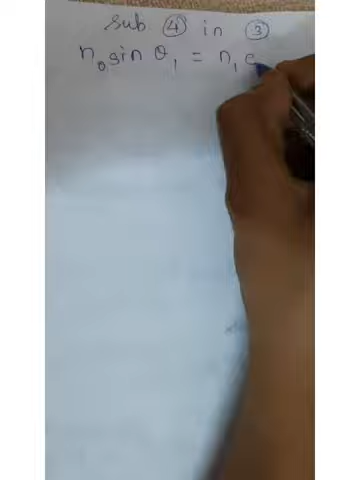 sub ④ in ③
n₀ sin θ₁ = n₁ c